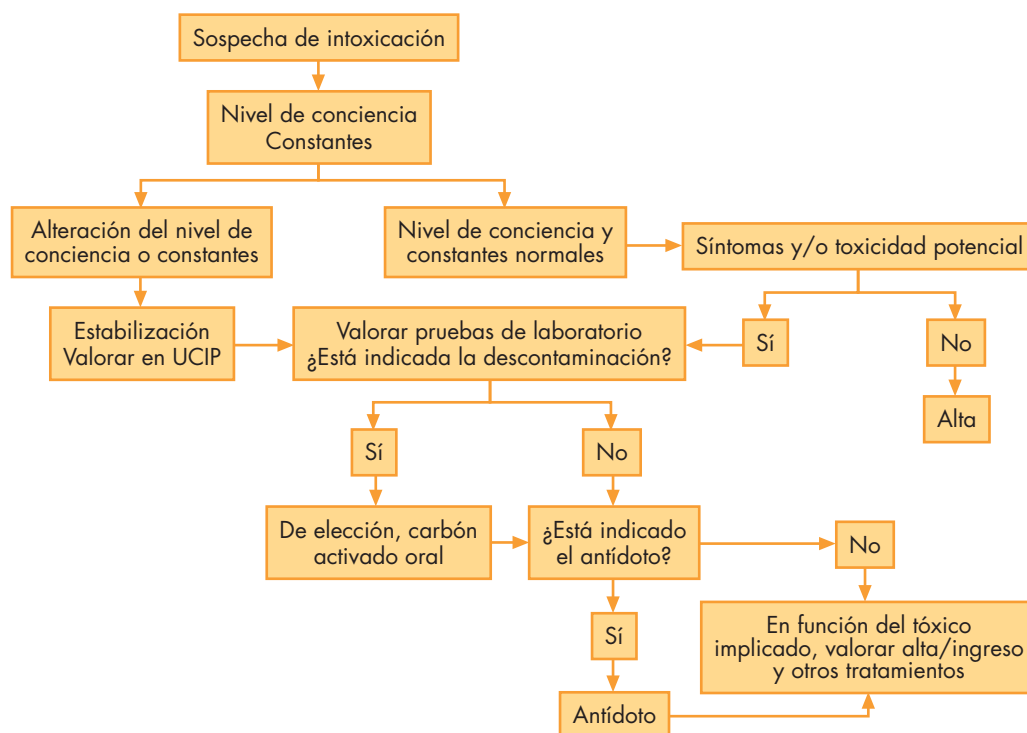 Sospecha de intoxicación
Nivel de conciencia
Constantes
Alteración del nivel de
conciencia o constantes
Nivel de conciencia y
constantes normales
Síntomas y/o toxicidad potencial
Estabilización
Valorar en UCIP
Valorar pruebas de laboratorio
¿Está indicada la descontaminación?
Sí
No
Alta
Sí
No
De elección, carbón
activado oral
¿Está indicado
el antídoto?
No
Sí
En función del tóxico
implicado, valorar alta/ingreso
y otros tratamientos
Antídoto